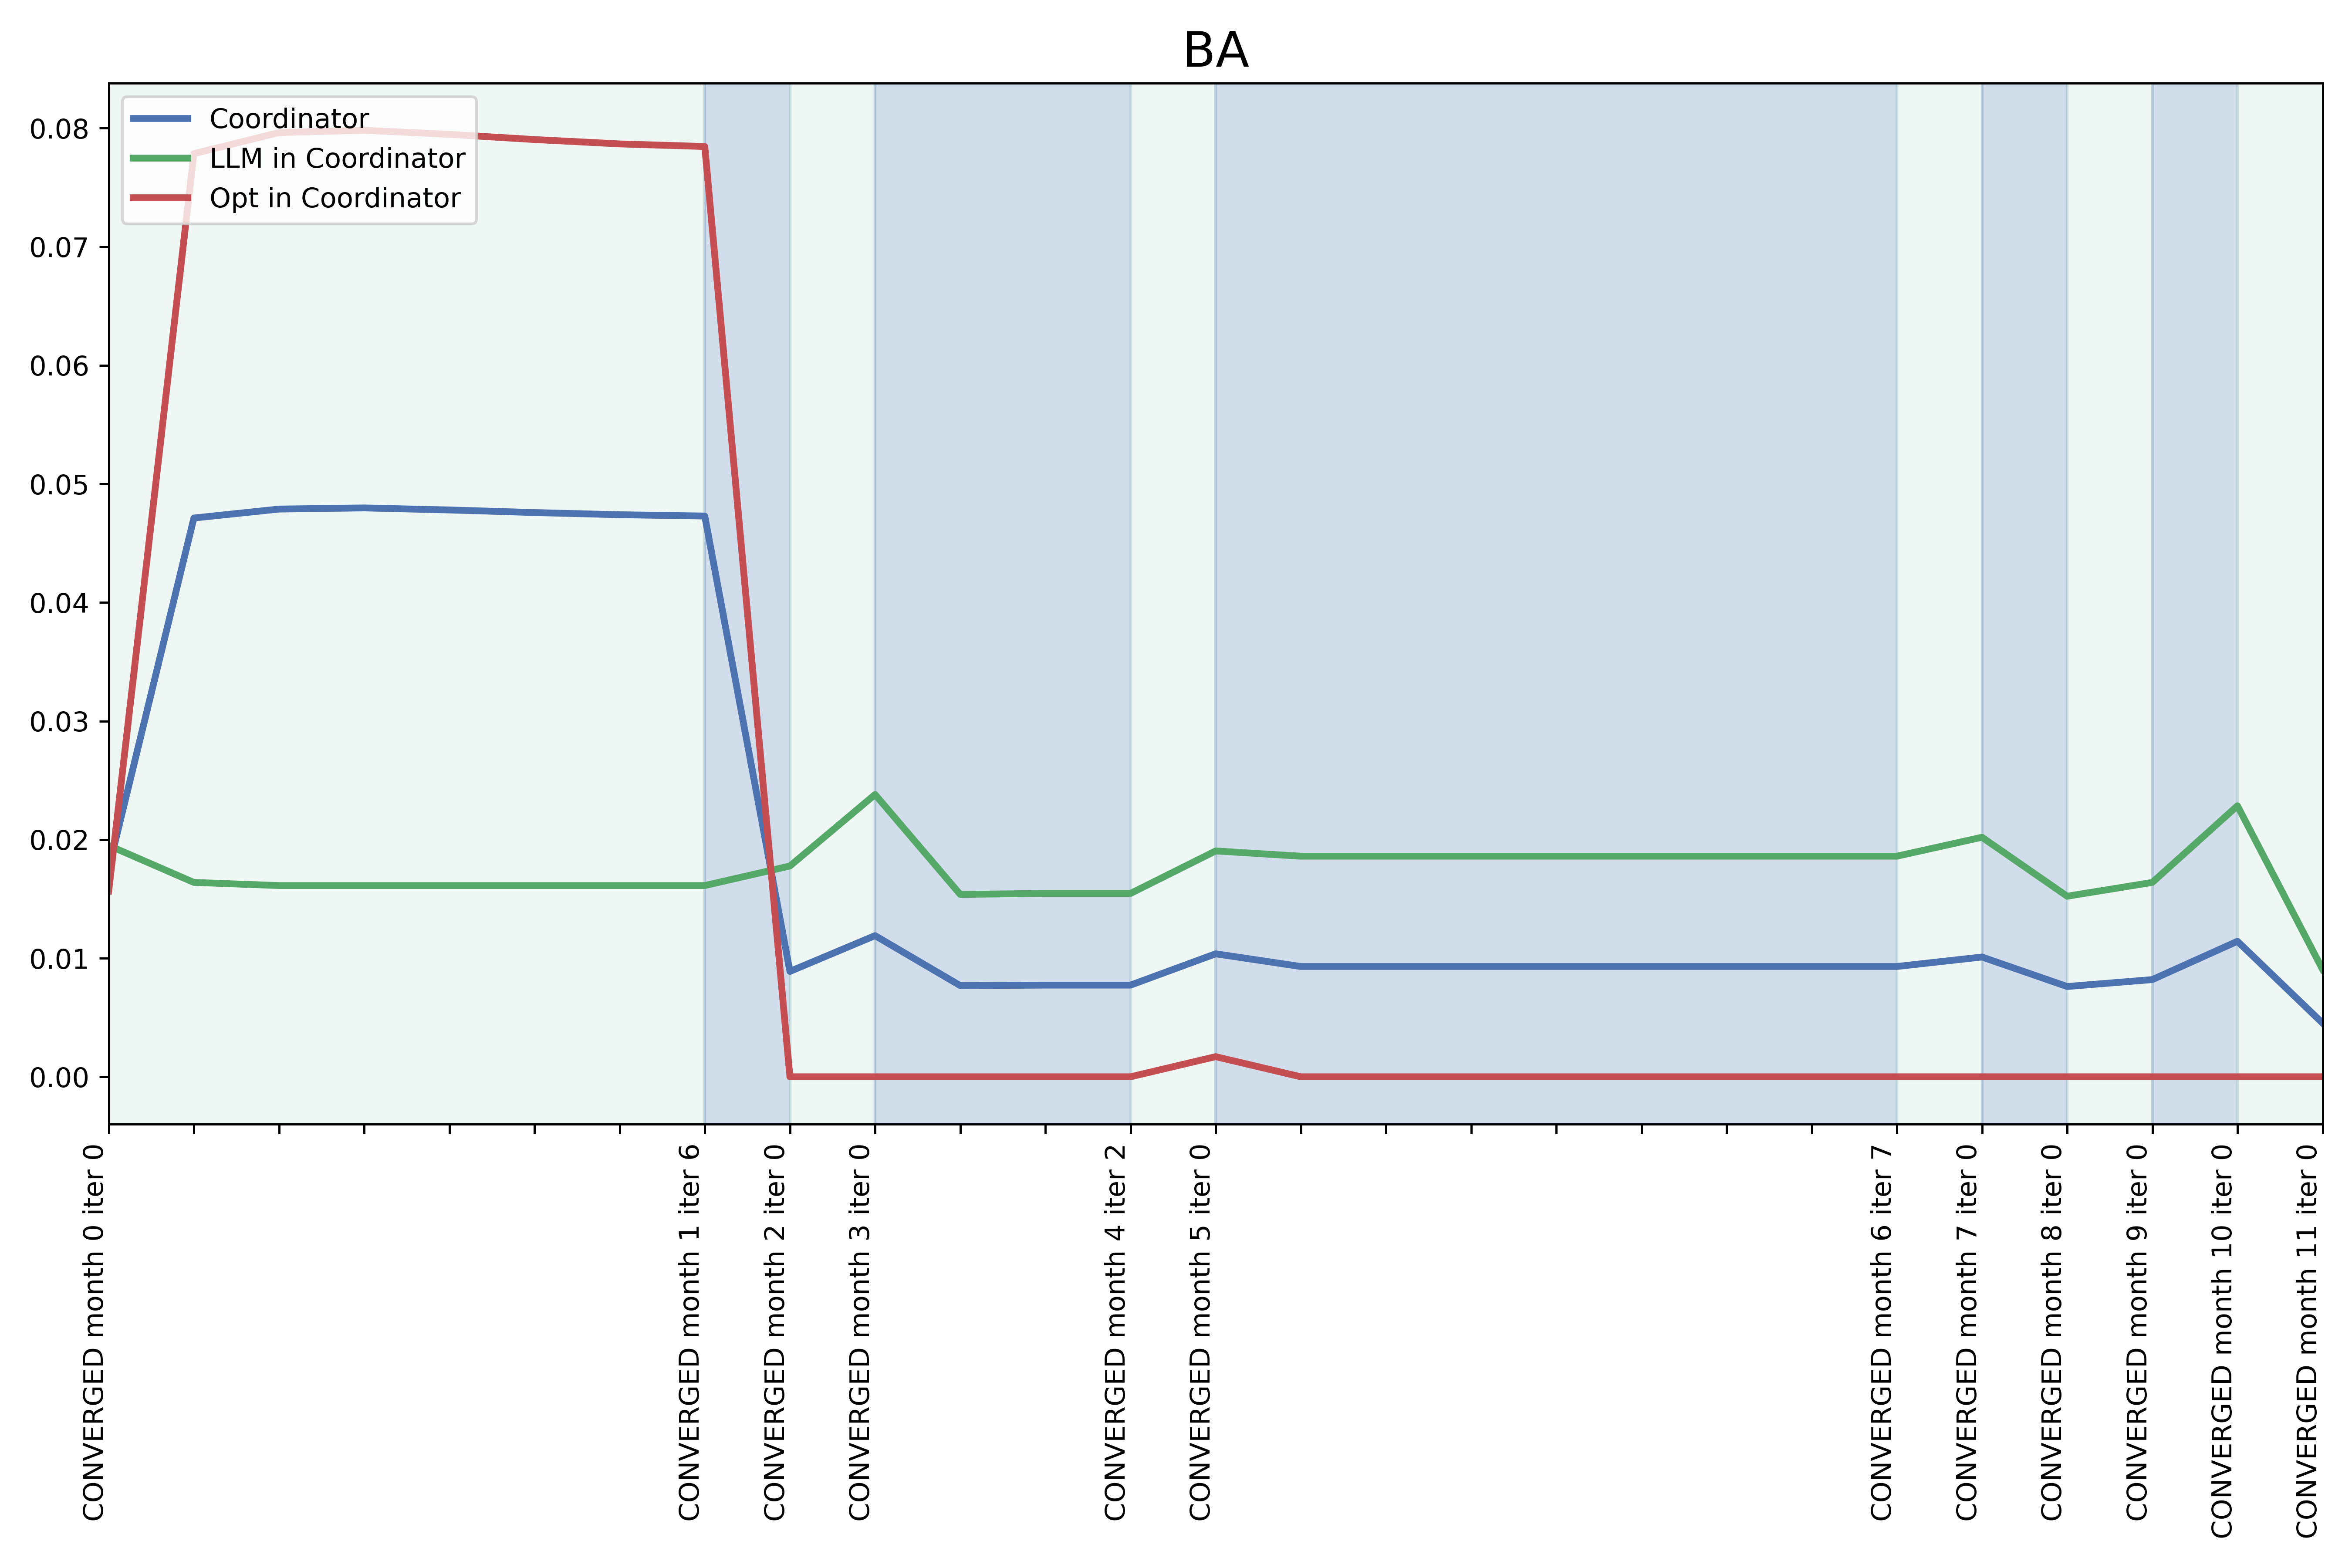 BA
Coordinator
LLM in Coordinator
Opt in Coordinator
0.08
0.07
0.06
0.05
0.04
0.03
0.02
0.01
0.00
CONVERGED month 0 iter 0
CONVERGED month 1 iter 6
CONVERGED month 2 iter 0
CONVERGED month 3 iter 0
CONVERGED month 4 iter 2
CONVERGED month 5 iter 0
CONVERGED month 6 iter 7
CONVERGED month 7 iter 0
CONVERGED month 8 iter 0
CONVERGED month 9 iter 0
CONVERGED month 10 iter 0
CONVERGED month 11 iter 0